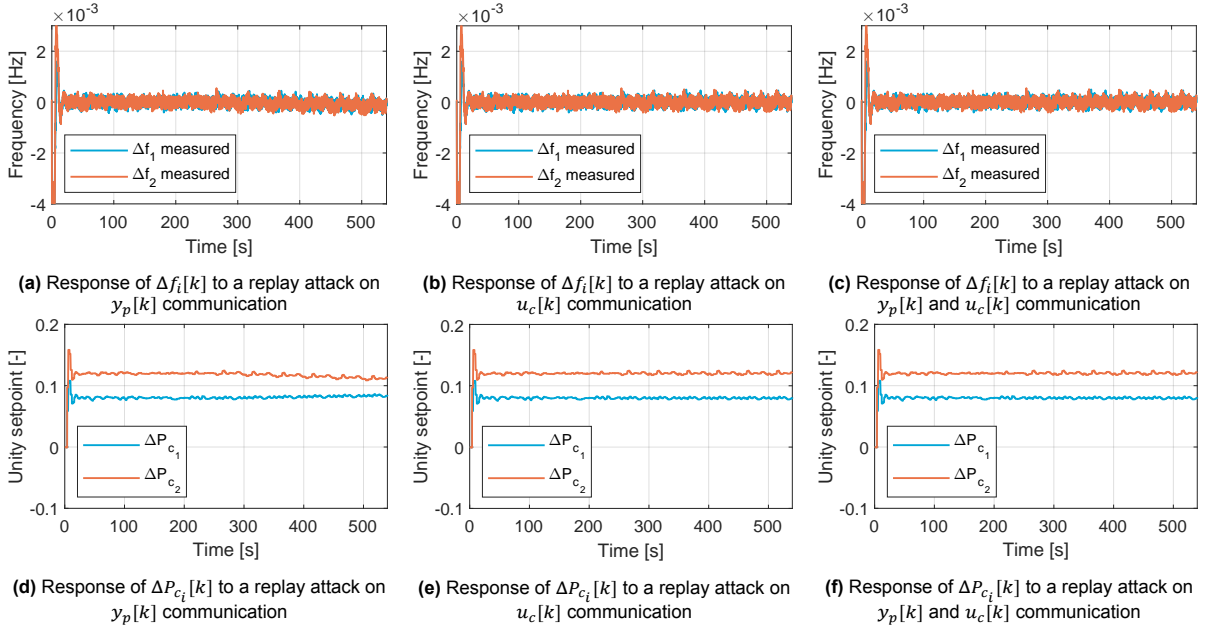 ×10⁻³
Frequency [Hz]
2
0
-2
-4
Δf₁ measured
Δf₂ measured
0 100 200 300 400 500
Time [s]
(a) Response of Δfᵢ[k] to a replay attack on
yₚ[k] communication
×10⁻³
Frequency [Hz]
2
0
-2
-4
Δf₁ measured
Δf₂ measured
0 100 200 300 400 500
Time [s]
(b) Response of Δfᵢ[k] to a replay attack on
u_c[k] communication
×10⁻³
Frequency [Hz]
2
0
-2
-4
Δf₁ measured
Δf₂ measured
0 100 200 300 400 500
Time [s]
(c) Response of Δfᵢ[k] to a replay attack on
yₚ[k] and u_c[k] communication
Unity setpoint [-]
0.2
0.1
0
-0.1
ΔP_c₁
ΔP_c₂
0 100 200 300 400 500
Time [s]
(d) Response of ΔP_cᵢ[k] to a replay attack on
yₚ[k] communication
Unity setpoint [-]
0.2
0.1
0
-0.1
ΔP_c₁
ΔP_c₂
0 100 200 300 400 500
Time [s]
(e) Response of ΔP_cᵢ[k] to a replay attack on
u_c[k] communication
Unity setpoint [-]
0.2
0.1
0
-0.1
ΔP_c₁
ΔP_c₂
0 100 200 300 400 500
Time [s]
(f) Response of ΔP_cᵢ[k] to a replay attack on
yₚ[k] and u_c[k] communication